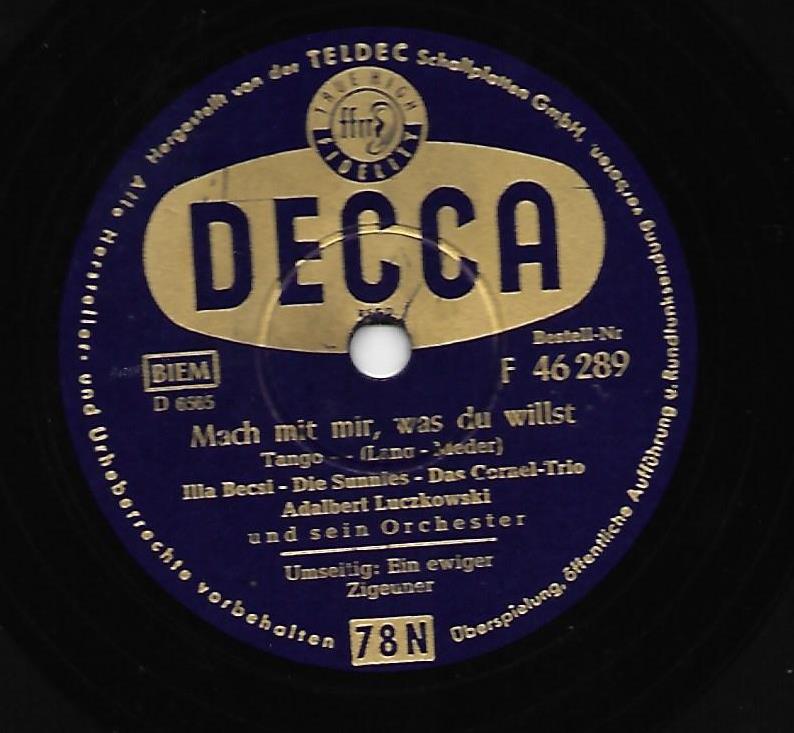 Alle Hersteller- und Urheberrechte vorbehalten
Hergestellt von der TELDEC Schallplatten GmbH.
Überspielung, öffentliche Aufführung u. Rundfunksendung verboten.
TRUE HIGH
ffrr
FIDELITY
DECCA
BIEM
Bestell-Nr
F 46 289
Mach mit mir, was du willst
Tango - (Lang - Meder)
Illa Becsi - Die Sunnies - Das Cornel-Trio
Adalbert Luczkowski
und sein Orchester
Umseitig: Ein ewiger
Zigeuner
78N